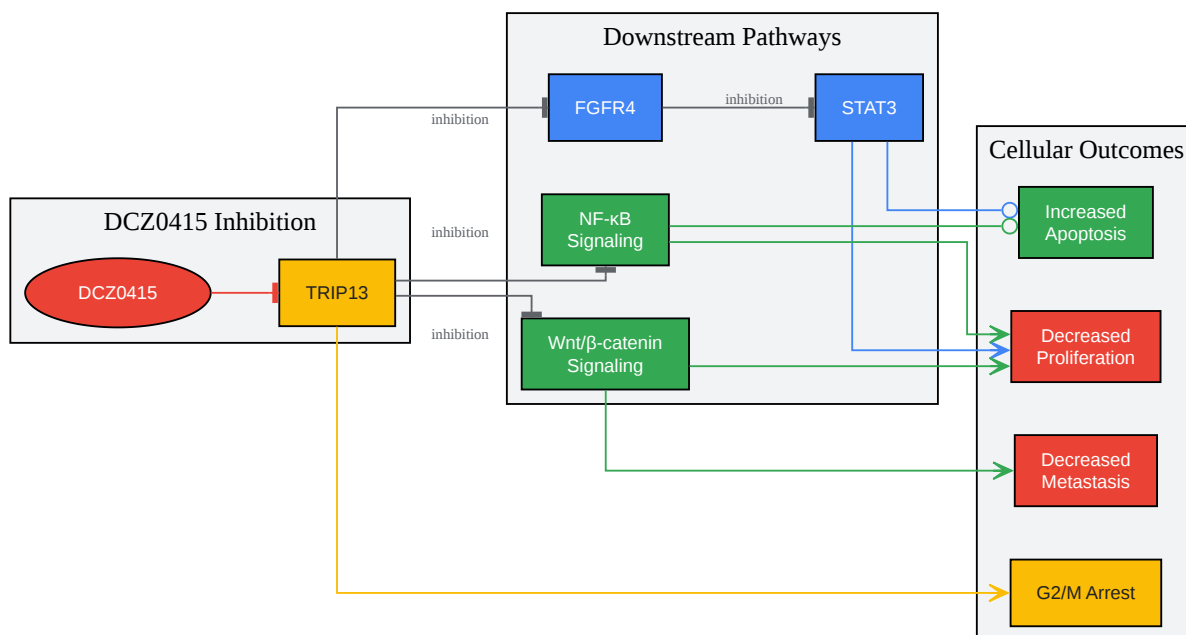 DCZ0415 Inhibition
DCZ0415
TRIP13
inhibition
inhibition
inhibition
Downstream Pathways
FGFR4
inhibition
STAT3
NF-κB
Signaling
Wnt/β-catenin
Signaling
Cellular Outcomes
Increased
Apoptosis
Decreased
Proliferation
Decreased
Metastasis
G2/M Arrest